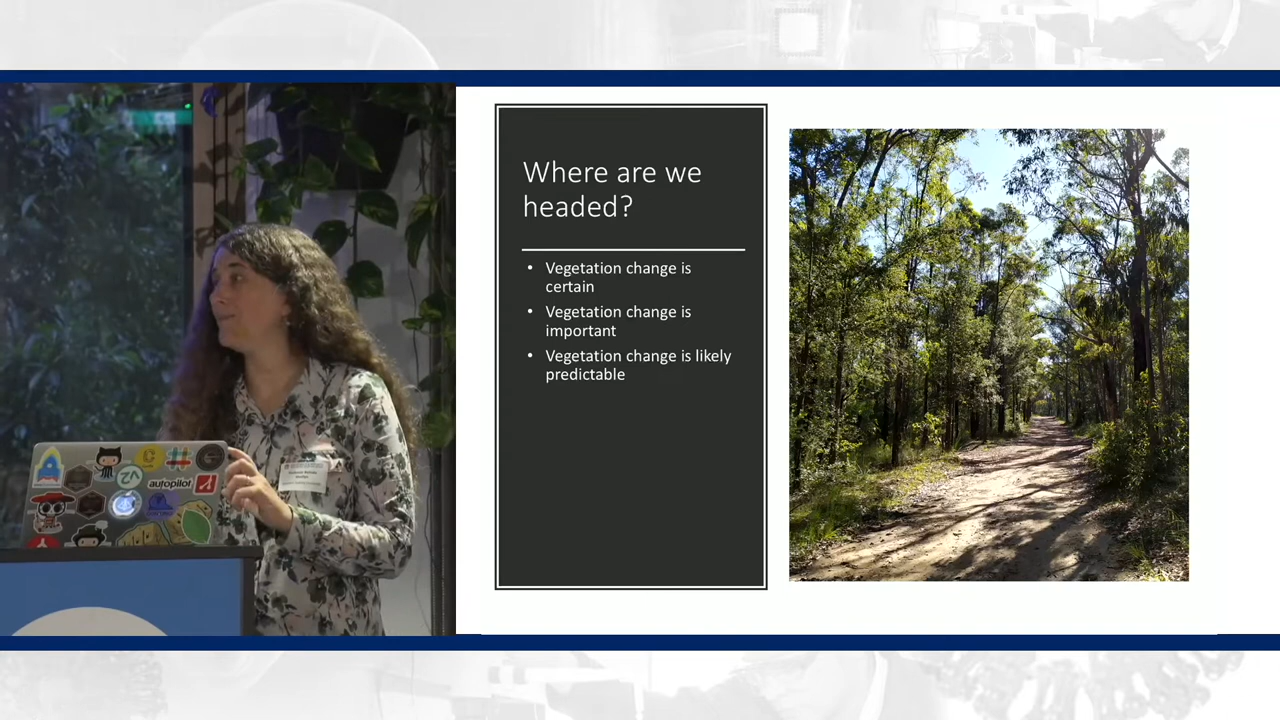 Where are we
headed?
• Vegetation change is
certain
• Vegetation change is
important
• Vegetation change is likely
predictable
autopilot